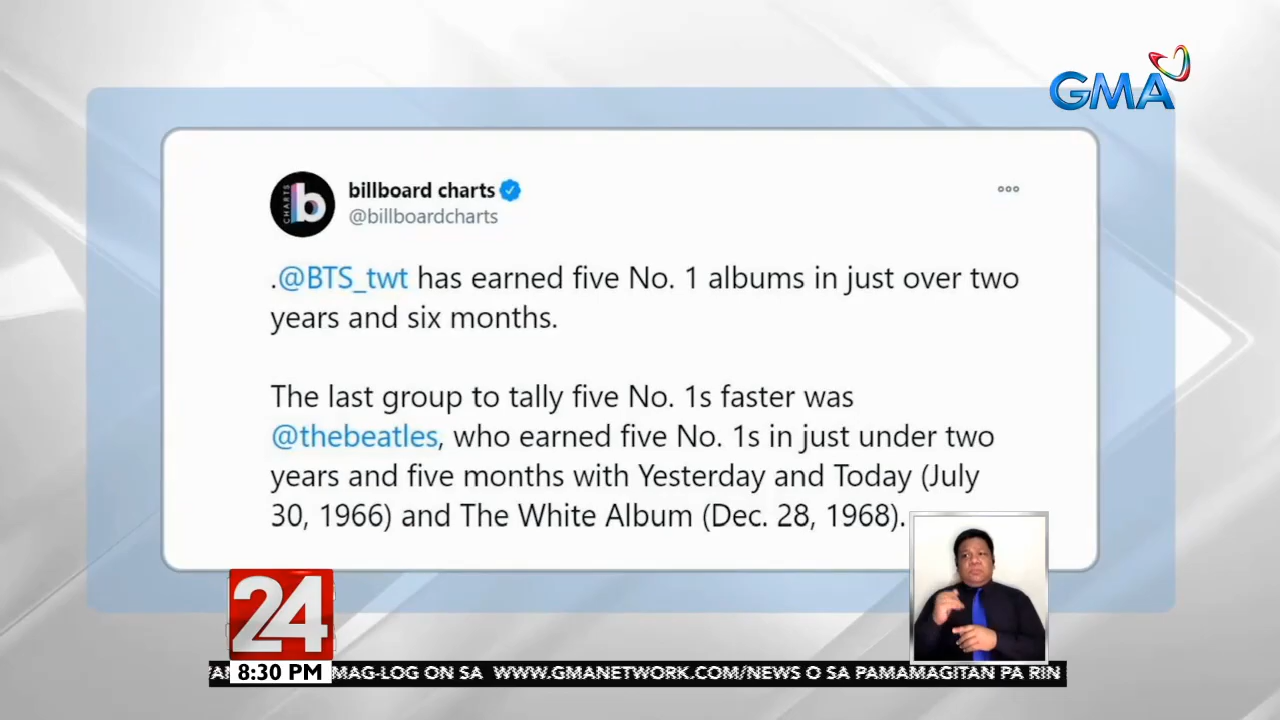 GMA
CHARTS
b
billboard charts
@billboardcharts
.@BTS_twt has earned five No. 1 albums in just over two
years and six months.
The last group to tally five No. 1s faster was
@thebeatles, who earned five No. 1s in just under two
years and five months with Yesterday and Today (July
30, 1966) and The White Album (Dec. 28, 1968).
24
8:30 PM
MAG-LOG ON SA WWW.GMANETWORK.COM/NEWS O SA PAMAMAGITAN PA RIN